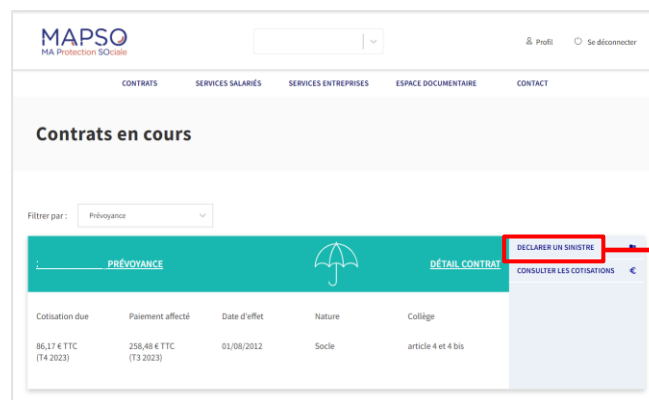 MAPSO
MA Protection SOciale
Profil
Se déconnecter
CONTRATS SERVICES SALARIÉS SERVICES ENTREPRISES ESPACE DOCUMENTAIRE CONTACT
Contrats en cours
Filtrer par : Prévoyance
: PRÉVOYANCE
DÉTAIL CONTRAT
DECLARER UN SINISTRE
CONSULTER LES COTISATIONS €
Cotisation due Paiement affecté Date d'effet Nature Collège
86,17 € TTC 258,48 € TTC 01/08/2012 Socle article 4 et 4 bis
(T4 2023) (T3 2023)